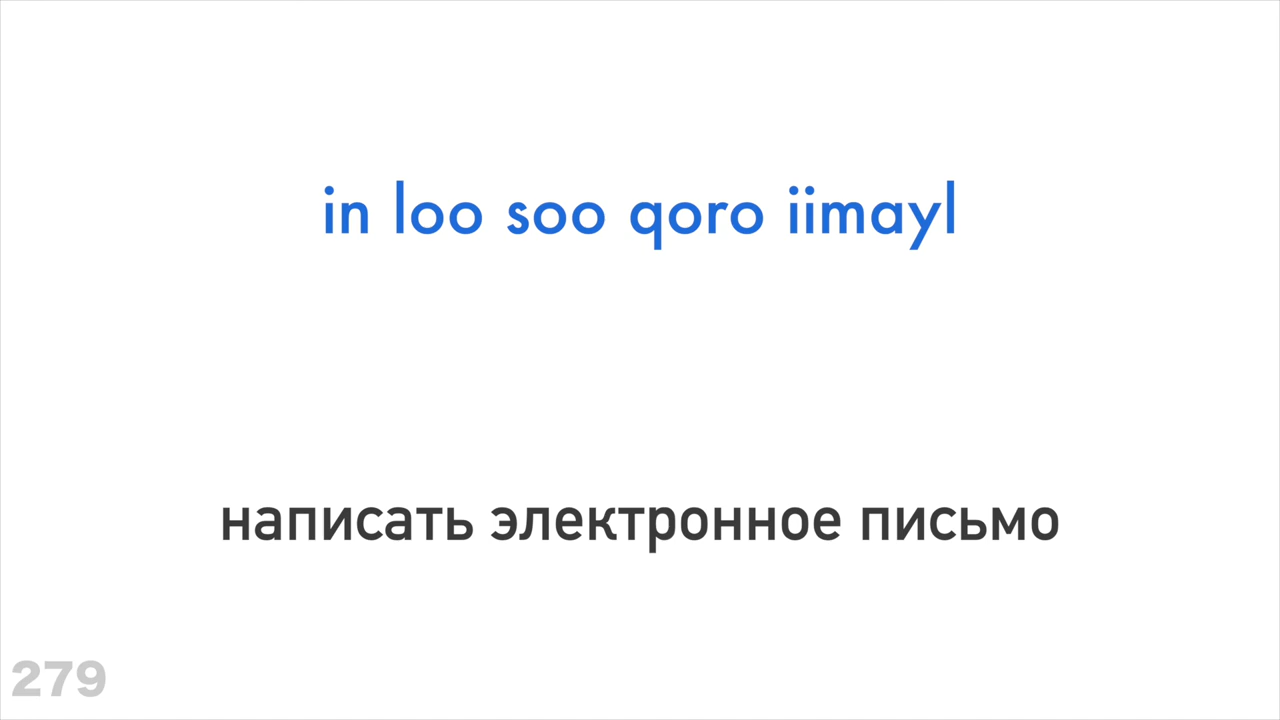 in loo soo qoro iimayl
написать электронное письмо
279